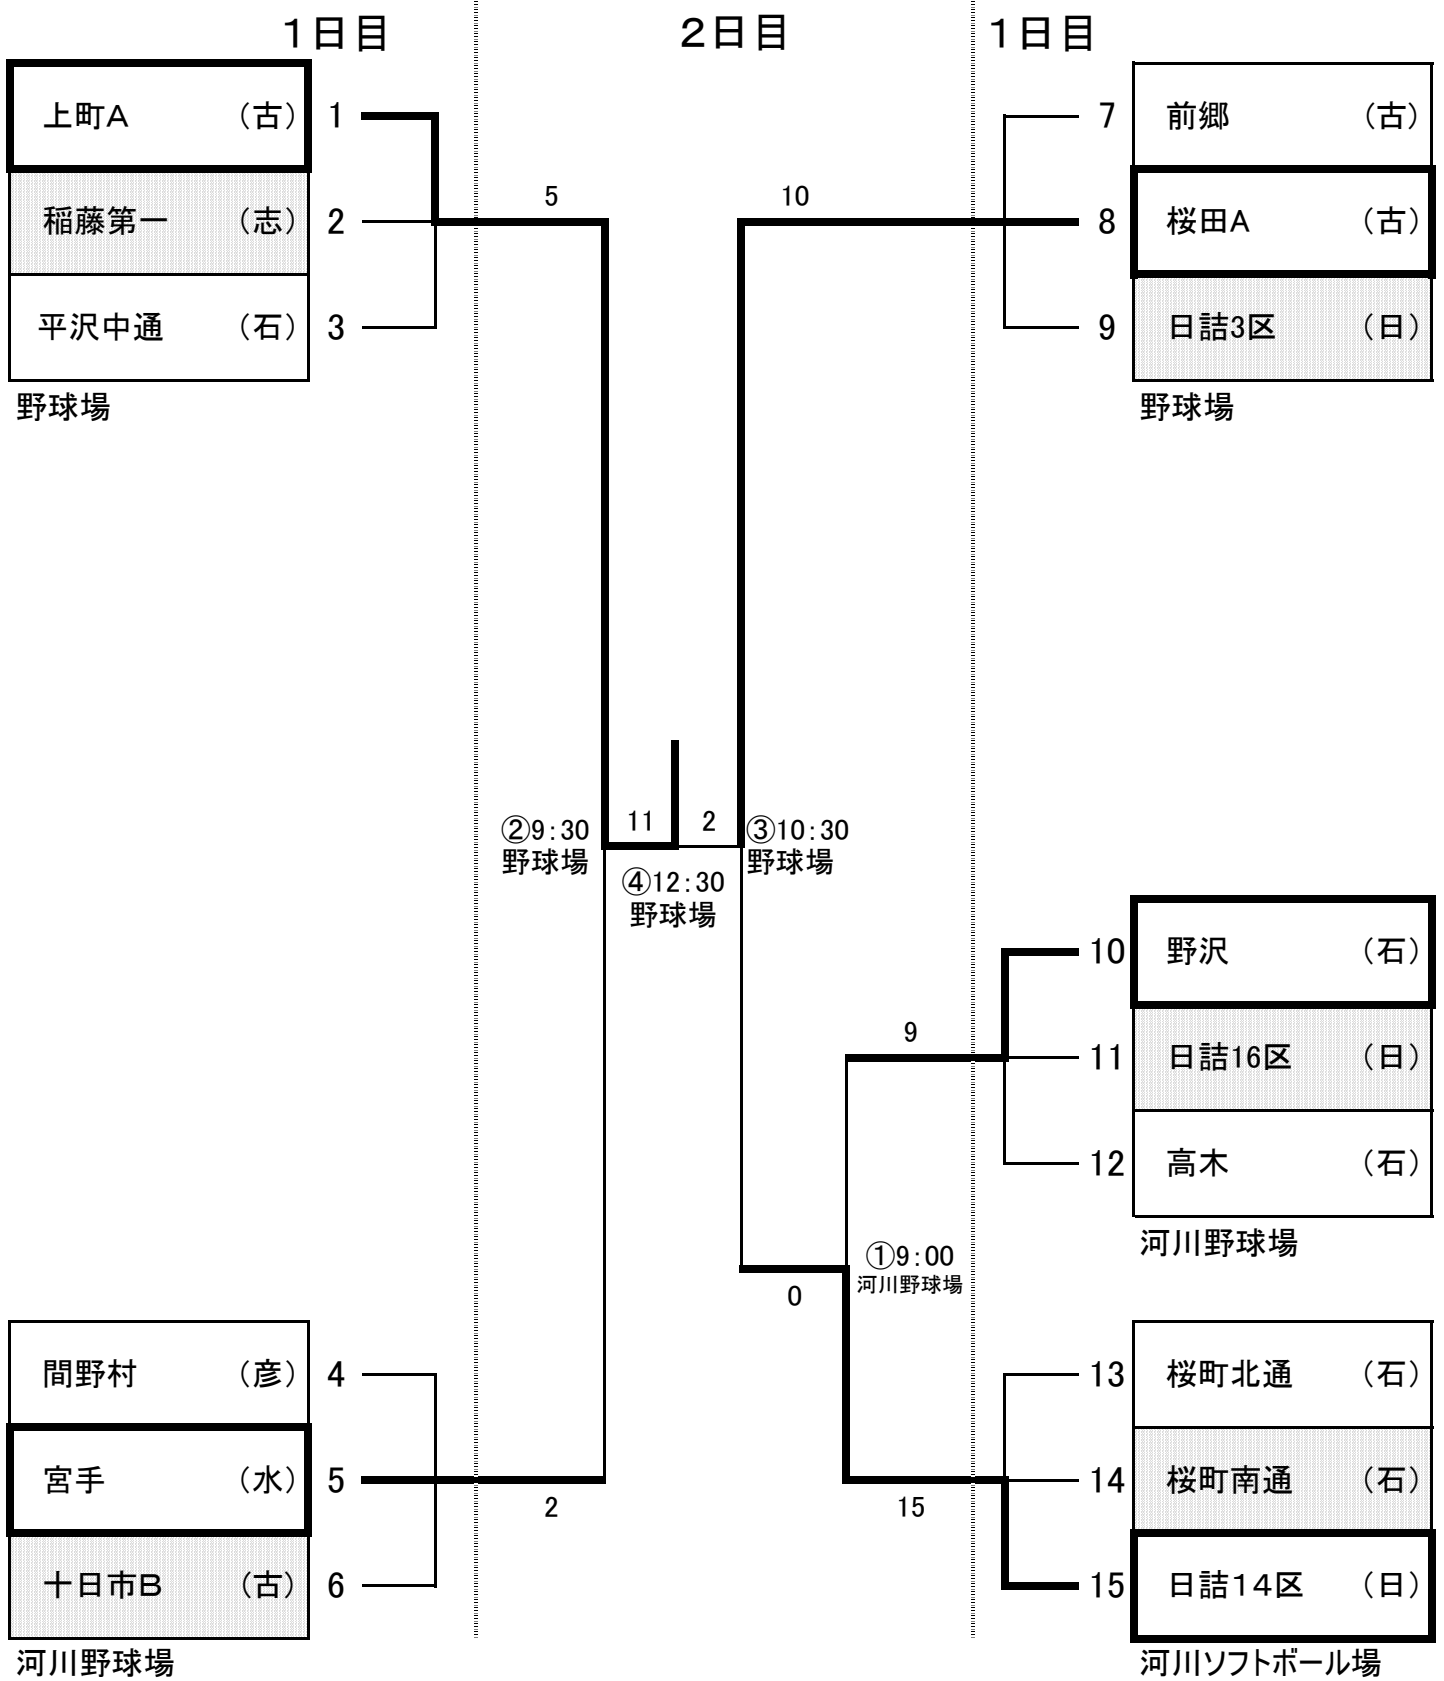 1日目
2日目
1日目
上町A (古) 1
稲藤第一 (志) 2
平沢中通 (石) 3
野球場
7 前郷 (古)
8 桜田A (古)
9 日詰3区 (日)
野球場
5
10
②9:30
野球場
11
2
③10:30
野球場
④12:30
野球場
10 野沢 (石)
11 日詰16区 (日)
12 高木 (石)
河川野球場
9
①9:00
河川野球場
0
間野村 (彦) 4
宮手 (水) 5
十日市B (古) 6
河川野球場
2
15
13 桜町北通 (石)
14 桜町南通 (石)
15 日詰14区 (日)
河川ソフトボール場